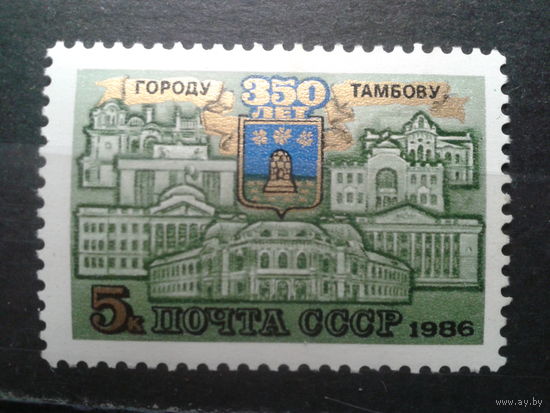 ГОРОДУ 350 ЛЕТ ТАМБОВУ
5к ПОЧТА СССР 1986
www.ay.by